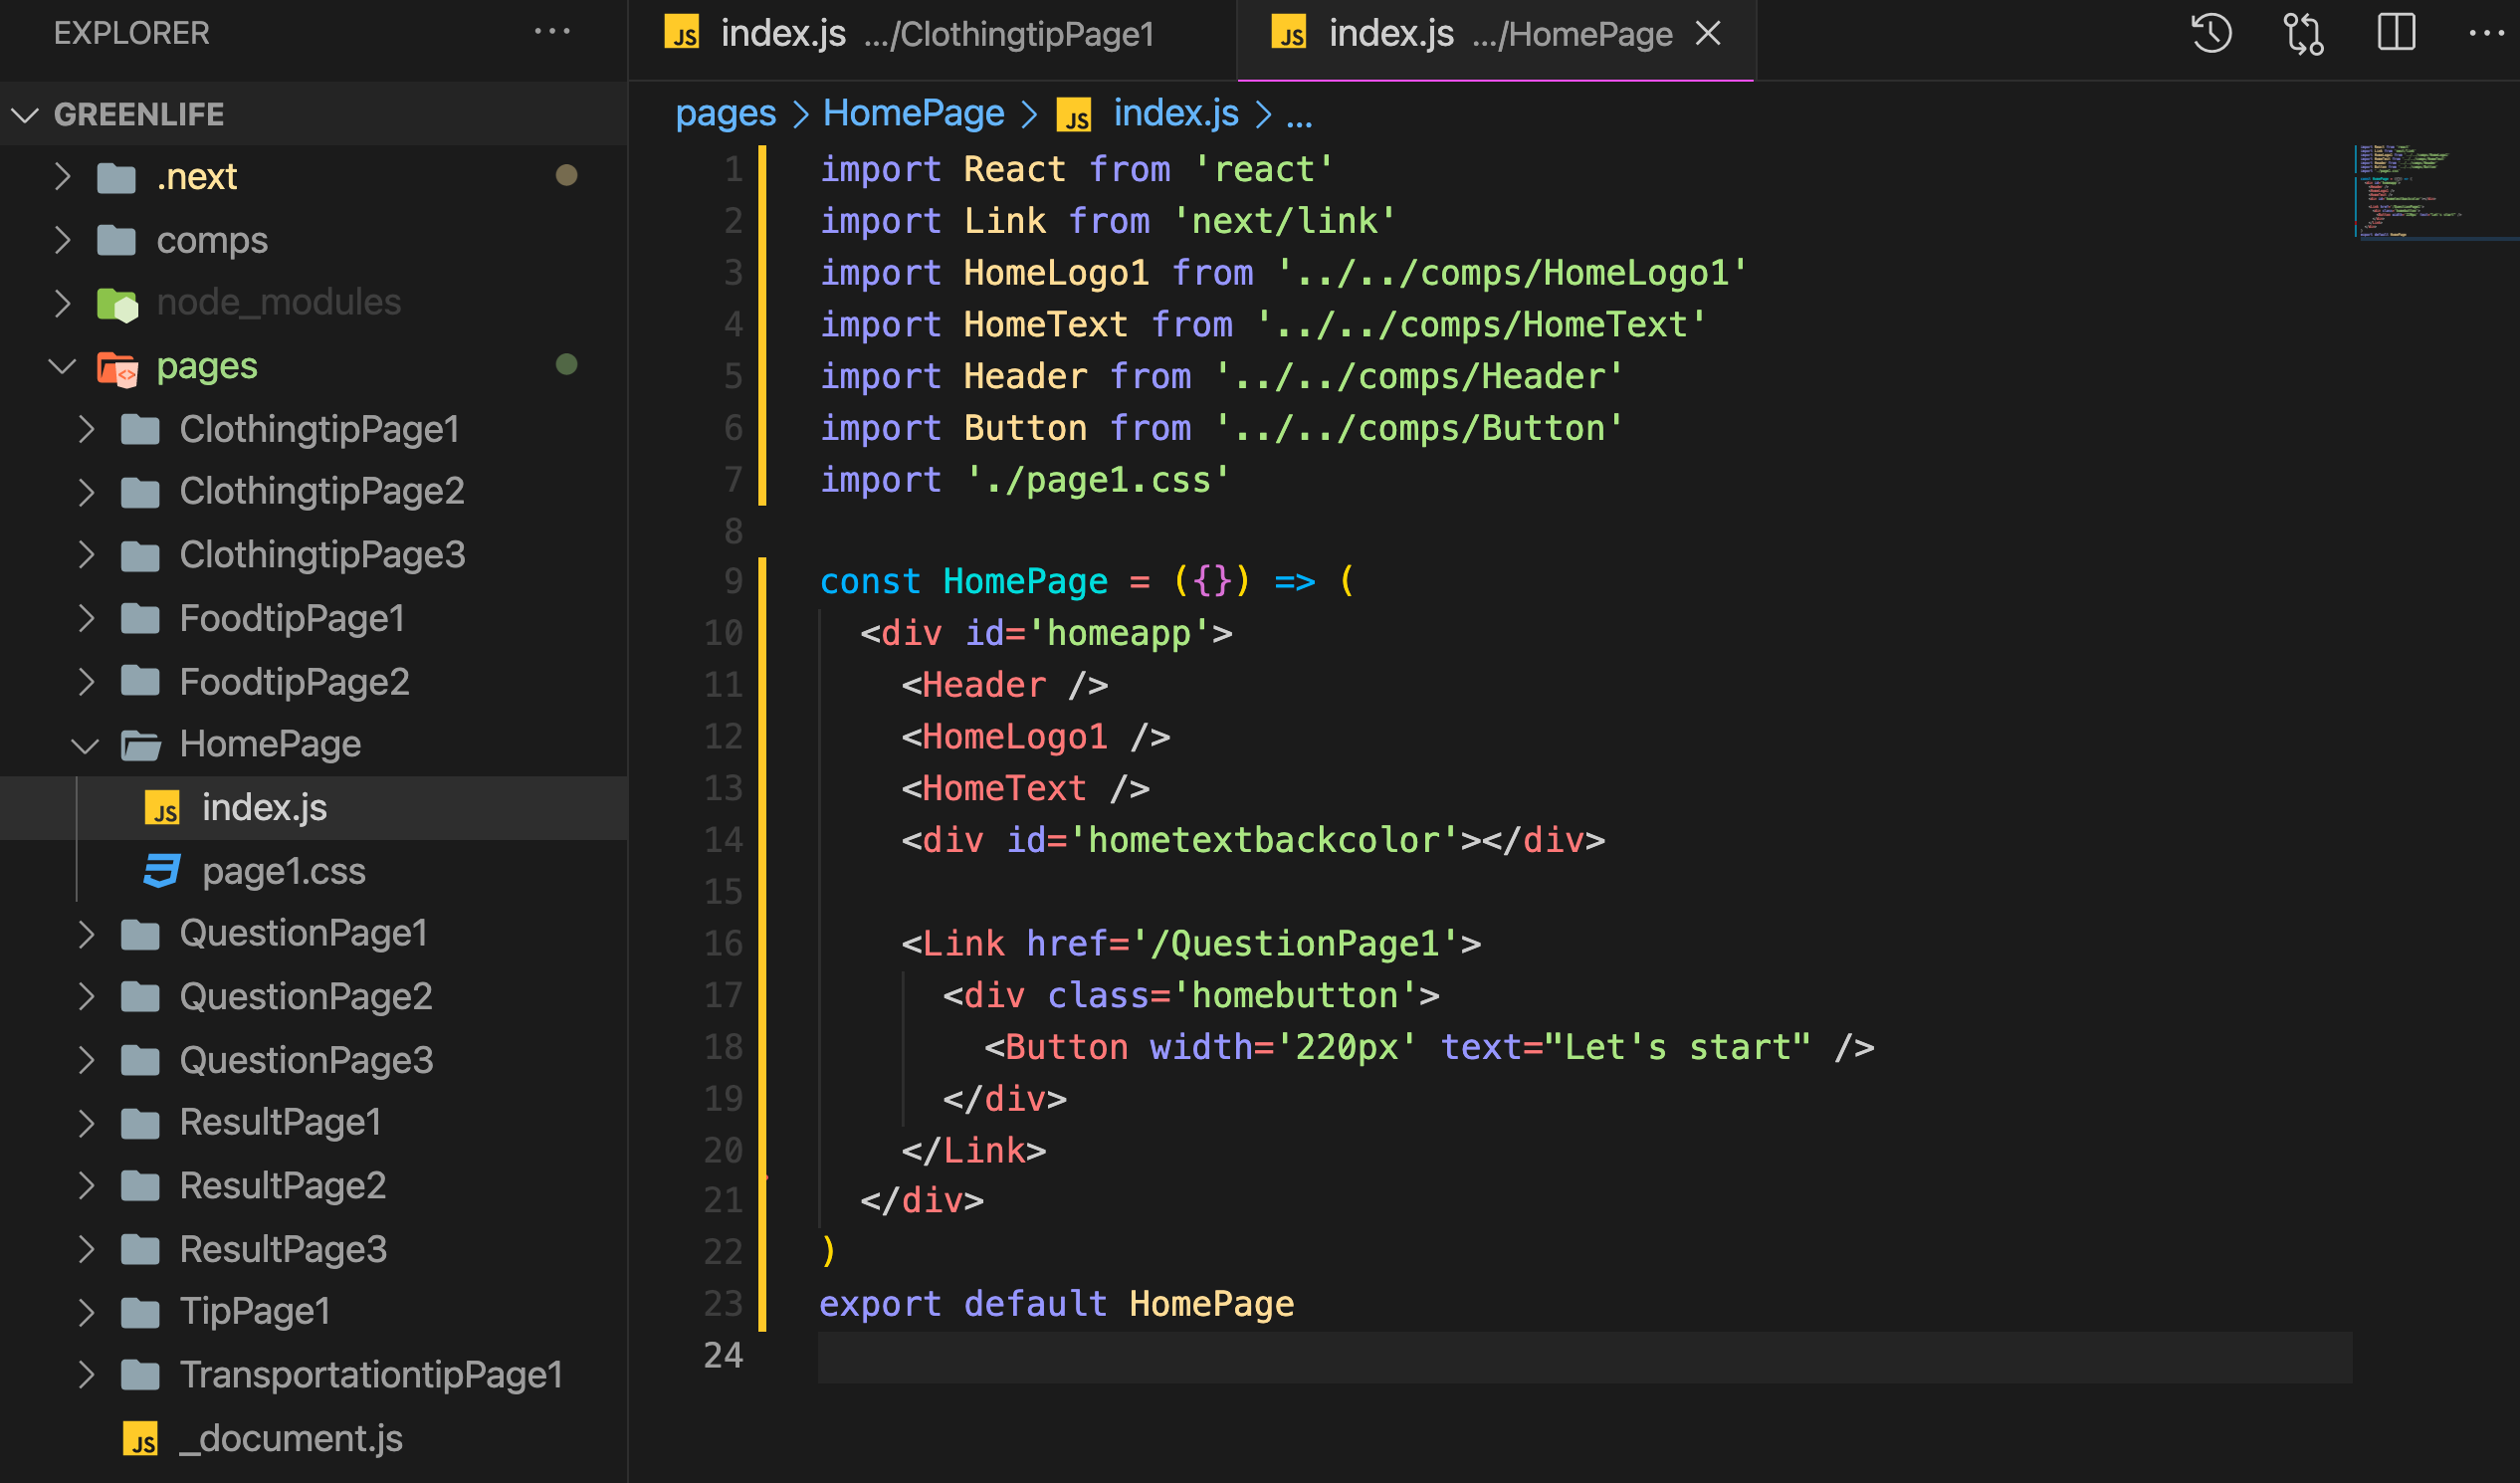 EXPLORER ...
GREENLIFE
.next
comps
node_modules
pages
ClothingtipPage1
ClothingtipPage2
ClothingtipPage3
FoodtipPage1
FoodtipPage2
HomePage
JS index.js
page1.css
QuestionPage1
QuestionPage2
QuestionPage3
ResultPage1
ResultPage2
ResultPage3
TipPage1
TransportationtipPage1
JS _document.js
JS index.js .../ClothingtipPage1
JS index.js .../HomePage
pages > HomePage > JS index.js > ...
1 import React from 'react'
2 import Link from 'next/link'
3 import HomeLogo1 from '../../comps/HomeLogo1'
4 import HomeText from '../../comps/HomeText'
5 import Header from '../../comps/Header'
6 import Button from '../../comps/Button'
7 import './page1.css'
8
9 const HomePage = ({}) => (
10 <div id='homeapp'>
11 <Header />
12 <HomeLogo1 />
13 <HomeText />
14 <div id='hometextbackcolor'></div>
15
16 <Link href='/QuestionPage1'>
17 <div class='homebutton'>
18 <Button width='220px' text="Let's start" />
19 </div>
20 </Link>
21 </div>
22 )
23 export default HomePage
24